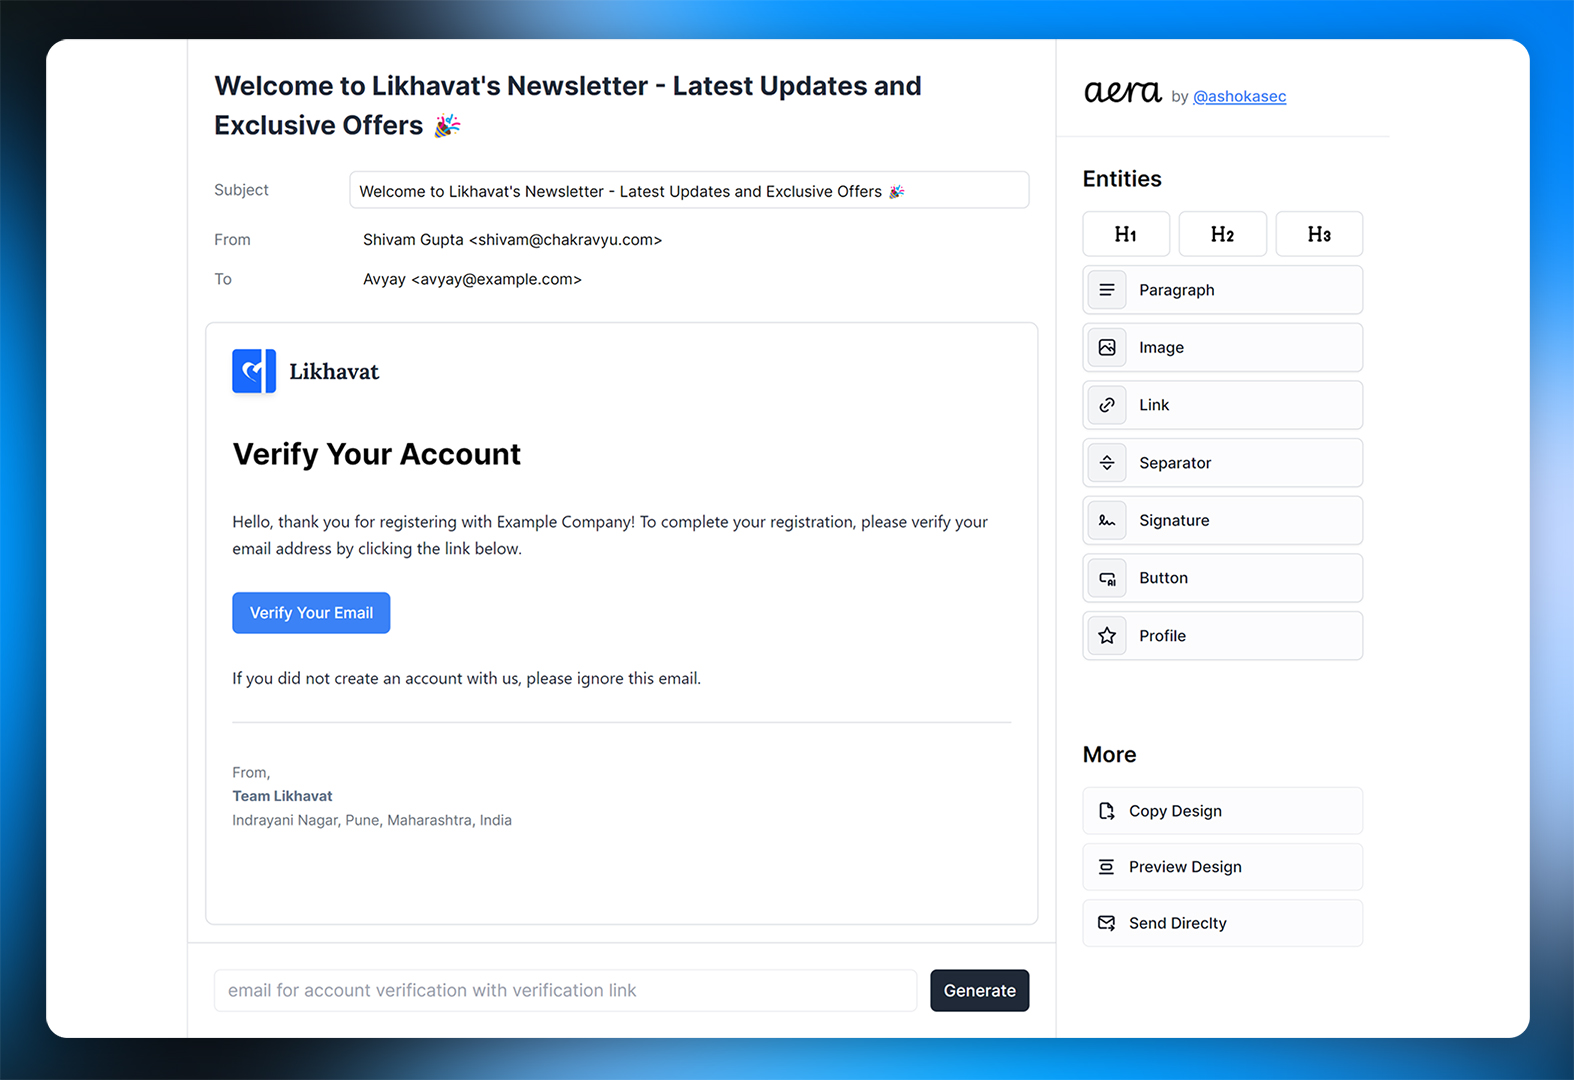 Welcome to Likhavat's Newsletter - Latest Updates and
Exclusive Offers 🎉
Subject
Welcome to Likhavat's Newsletter - Latest Updates and Exclusive Offers 🎉
From
Shivam Gupta <shivam@chakravyu.com>
To
Avyay <avyay@example.com>
Likhavat
Verify Your Account
Hello, thank you for registering with Example Company! To complete your registration, please verify your
email address by clicking the link below.
Verify Your Email
If you did not create an account with us, please ignore this email.
From,
Team Likhavat
Indrayani Nagar, Pune, Maharashtra, India
email for account verification with verification link
Generate
aera by @ashokasec
Entities
H1 H2 H3
Paragraph
Image
Link
Separator
Signature
AI Button
Profile
More
Copy Design
Preview Design
Send Direclty